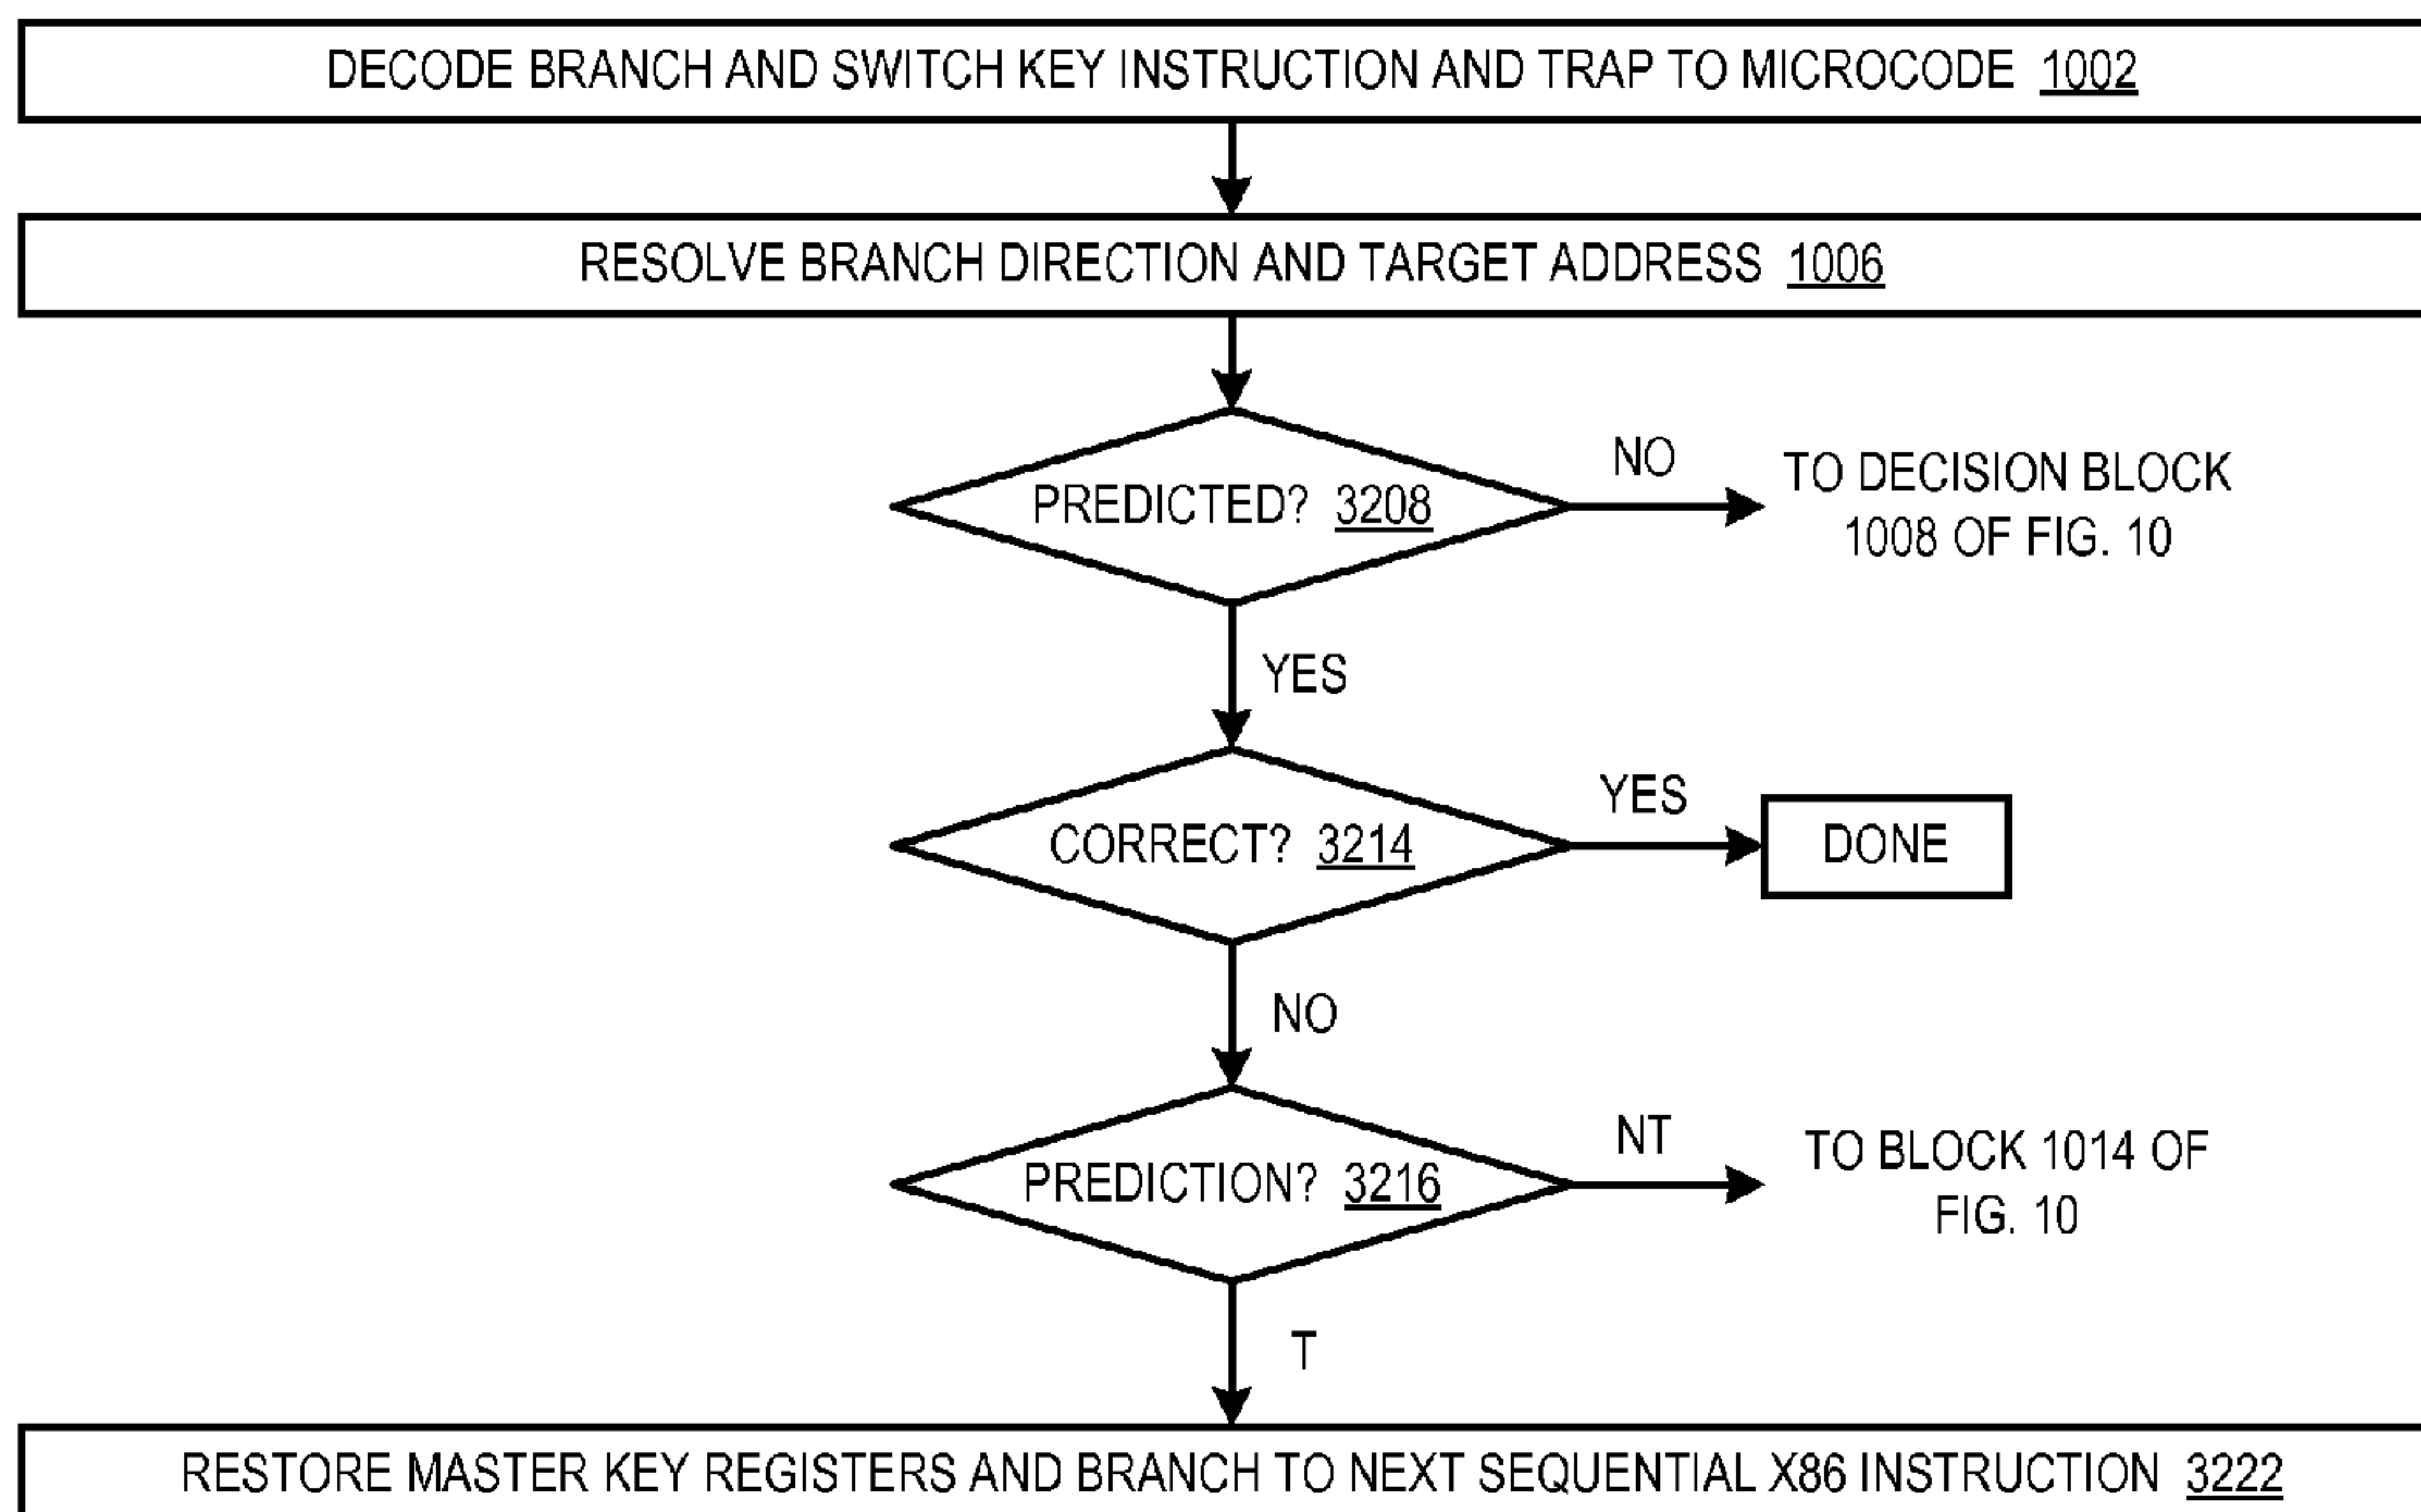 DECODE BRANCH AND SWITCH KEY INSTRUCTION AND TRAP TO MICROCODE 1002
RESOLVE BRANCH DIRECTION AND TARGET ADDRESS 1006
PREDICTED? 3208
NO
TO DECISION BLOCK
1008 OF FIG. 10
YES
CORRECT? 3214
YES
DONE
NO
PREDICTION? 3216
NT
TO BLOCK 1014 OF
FIG. 10
T
RESTORE MASTER KEY REGISTERS AND BRANCH TO NEXT SEQUENTIAL X86 INSTRUCTION 3222